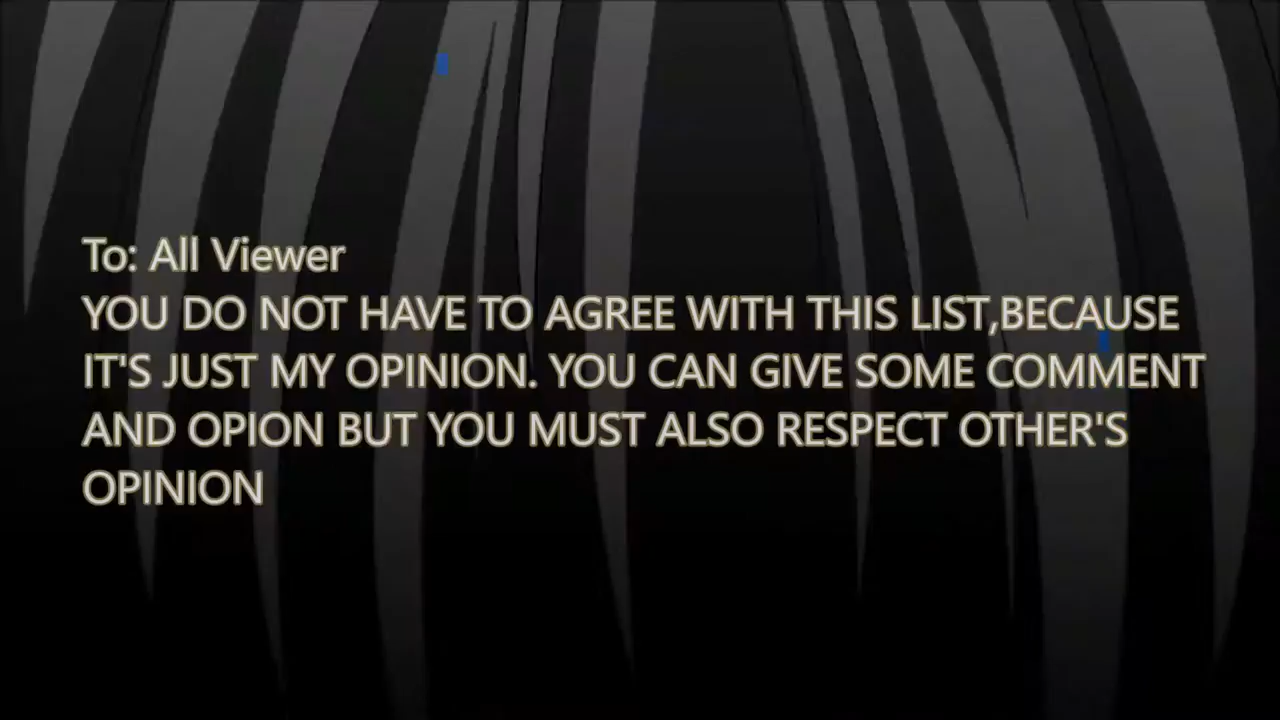 To: All Viewer
YOU DO NOT HAVE TO AGREE WITH THIS LIST,BECAUSE
IT'S JUST MY OPINION. YOU CAN GIVE SOME COMMENT
AND OPION BUT YOU MUST ALSO RESPECT OTHER'S
OPINION